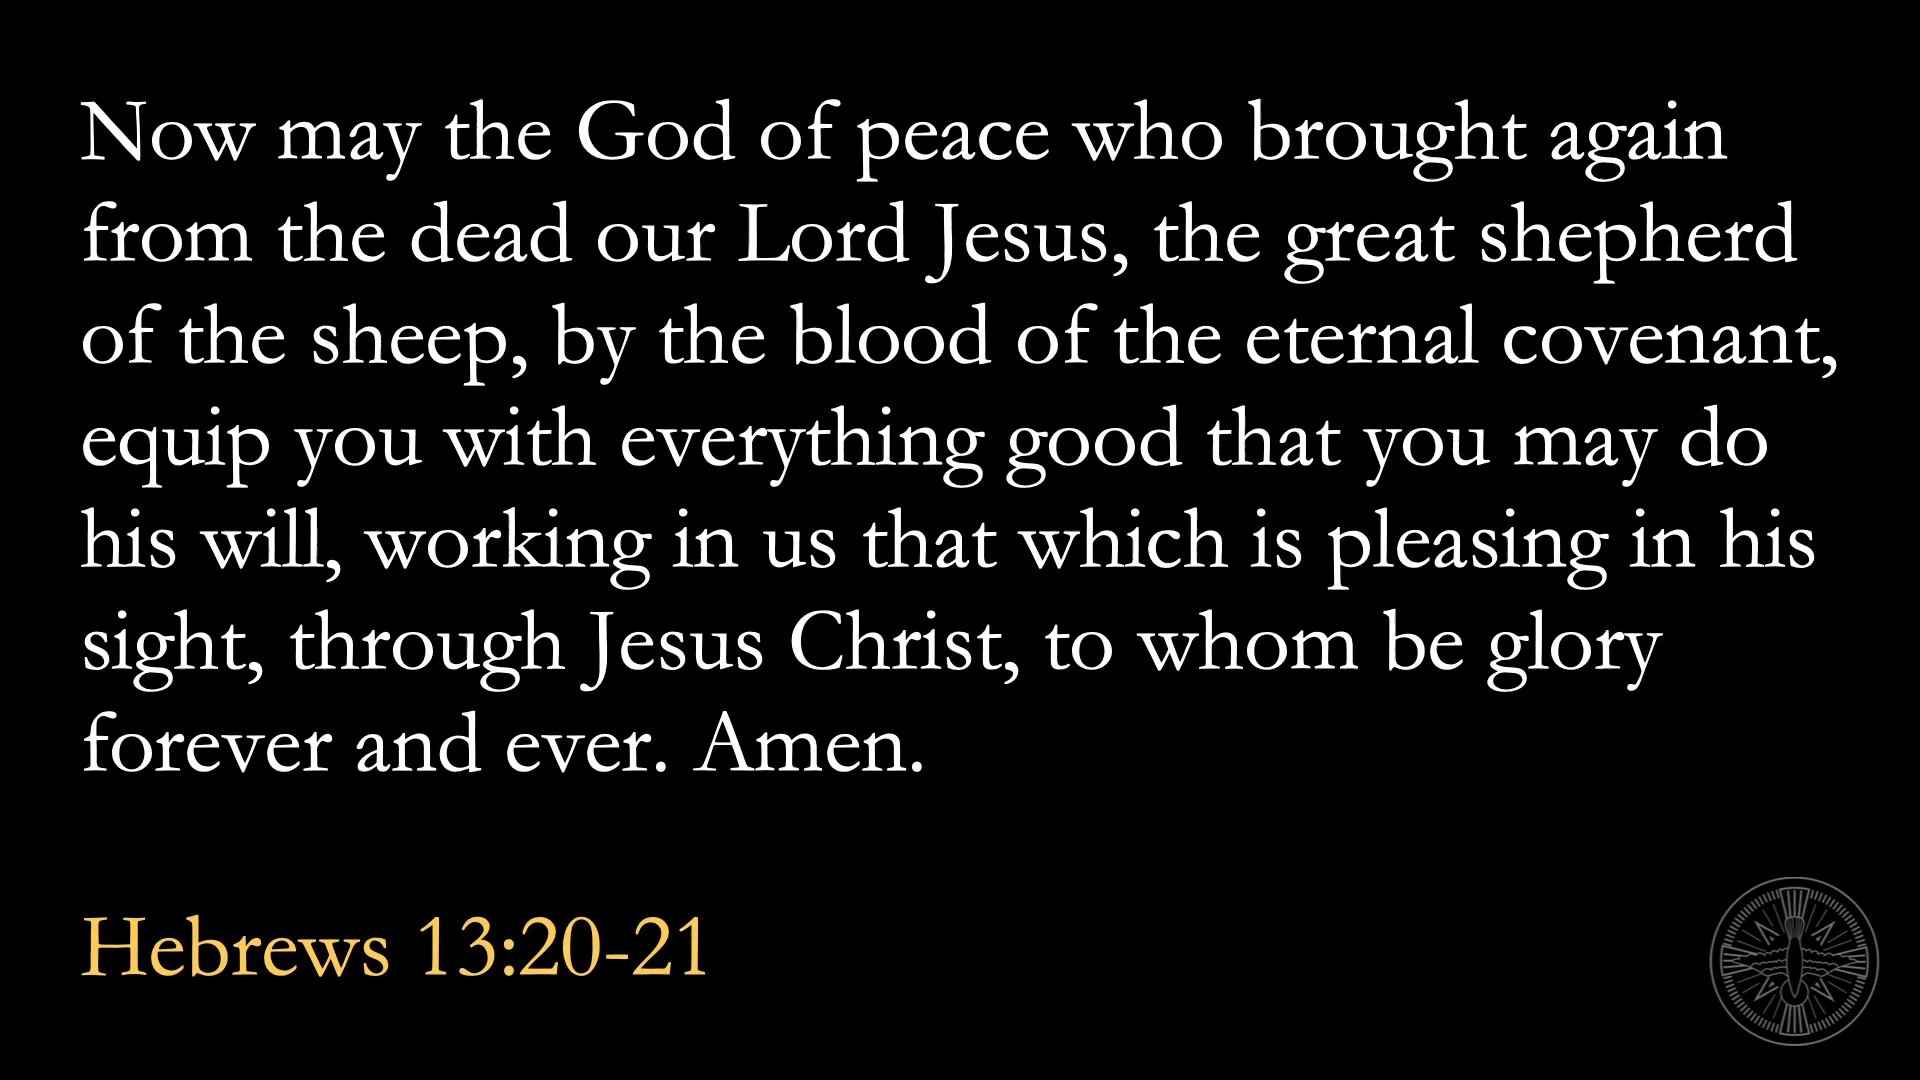 Now may the God of peace who brought again
from the dead our Lord Jesus, the great shepherd
of the sheep, by the blood of the eternal covenant,
equip you with everything good that you may do
his will, working in us that which is pleasing in his
sight, through Jesus Christ, to whom be glory
forever and ever. Amen.
Hebrews 13:20-21